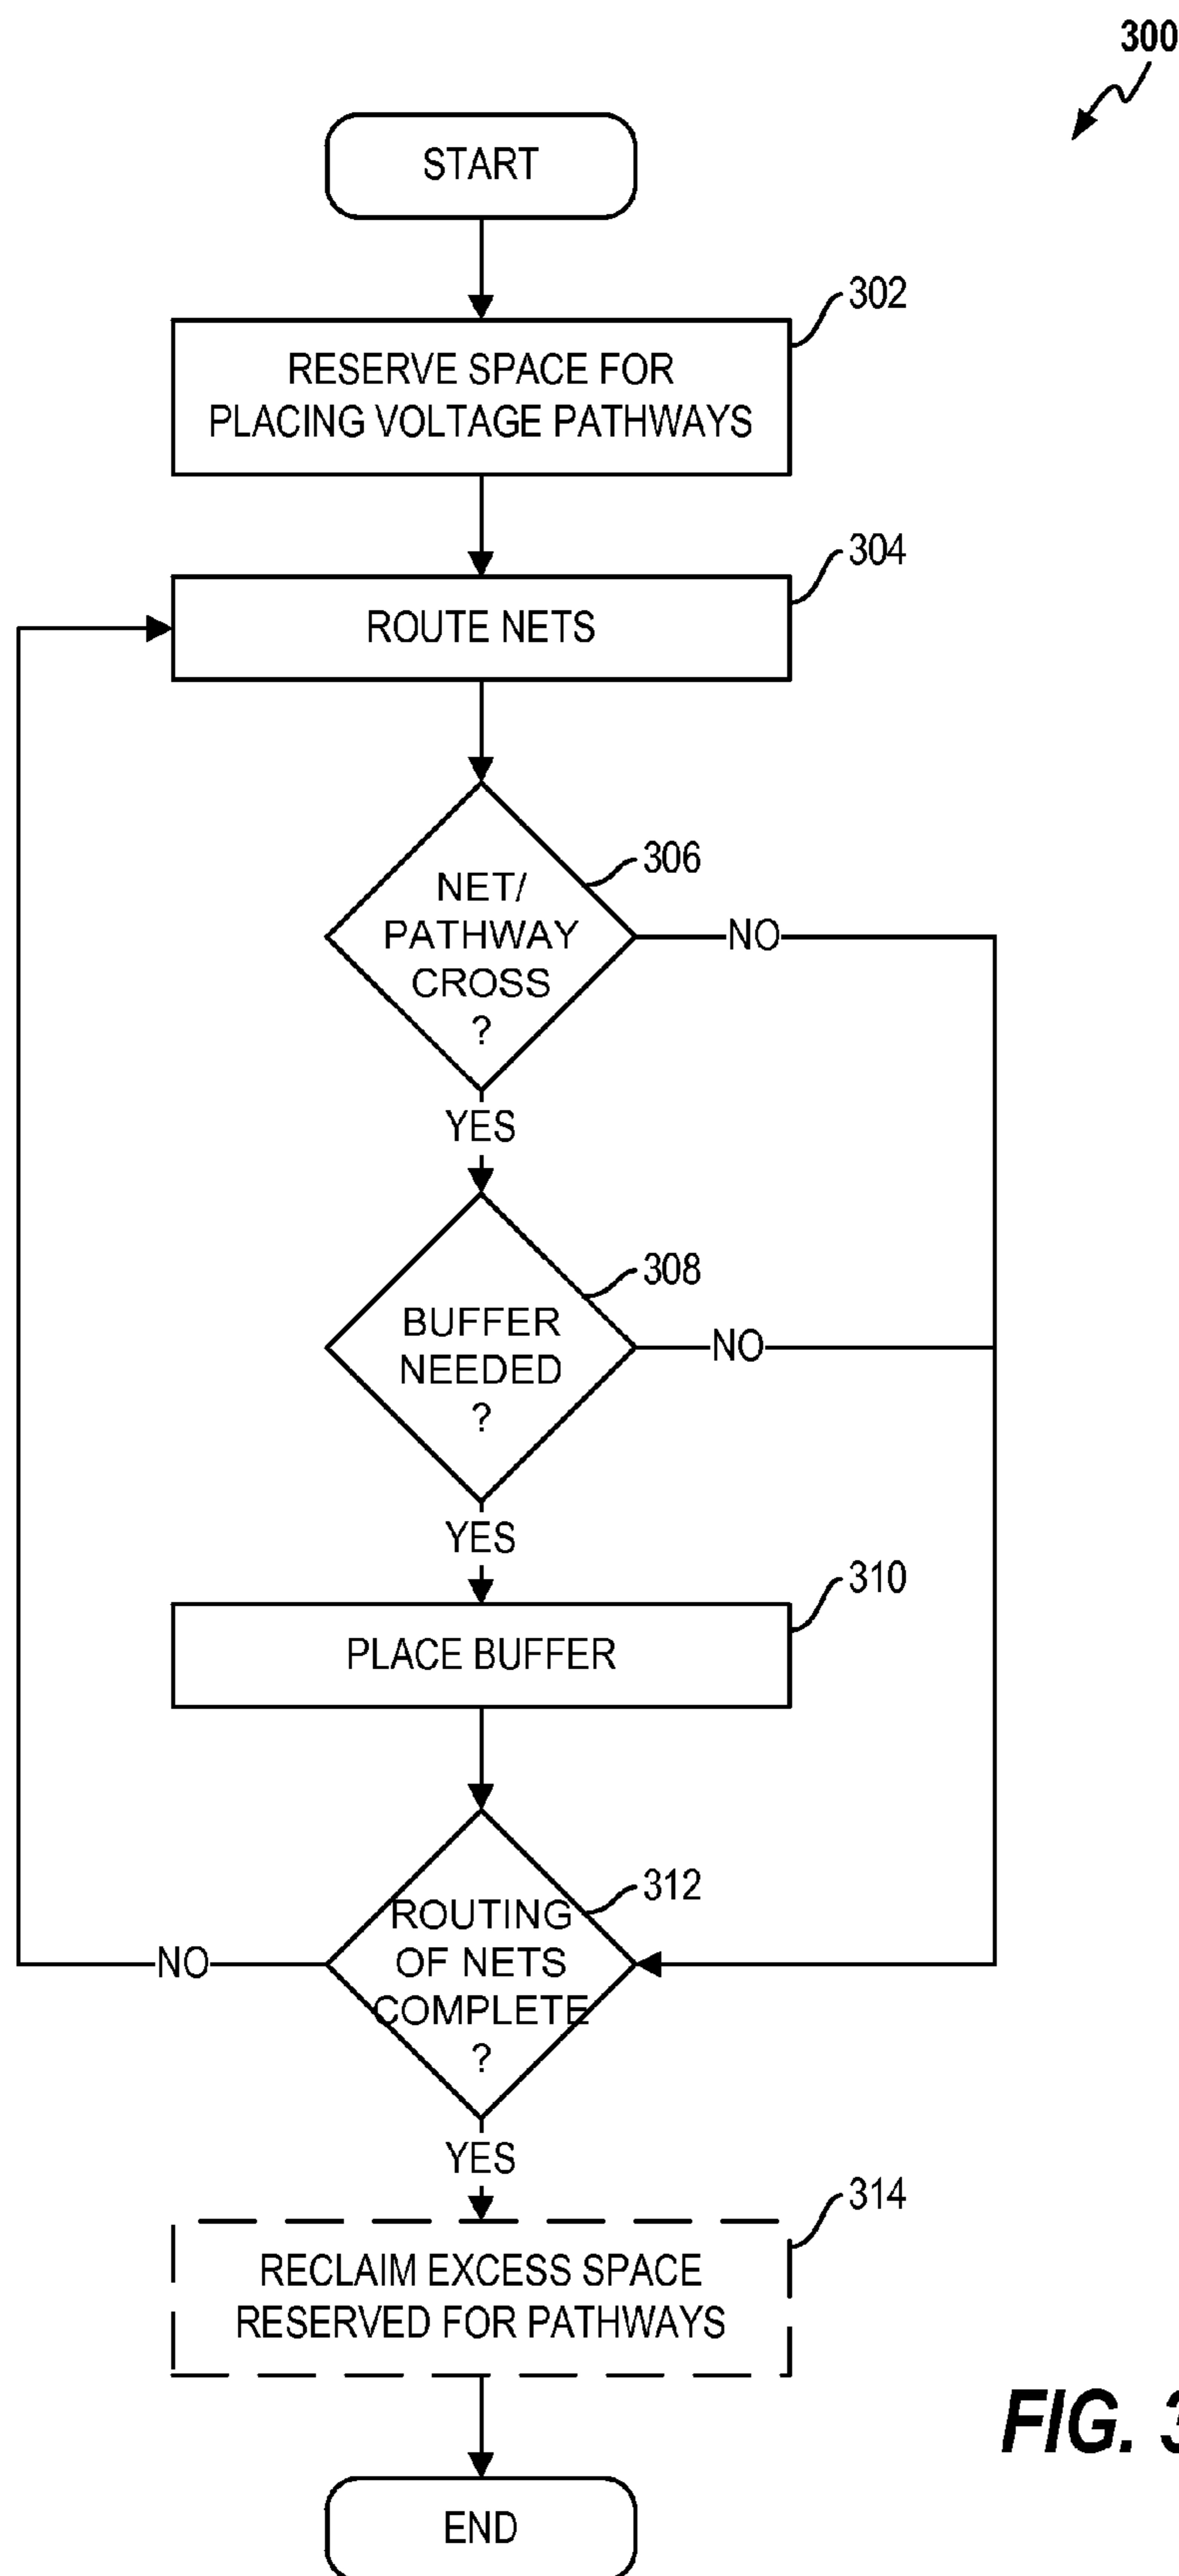 300
START
302
RESERVE SPACE FOR
PLACING VOLTAGE PATHWAYS
304
ROUTE NETS
306
NET/
PATHWAY
CROSS
?
NO
YES
308
BUFFER
NEEDED
?
NO
YES
310
PLACE BUFFER
312
ROUTING
OF NETS
COMPLETE
?
NO
YES
314
RECLAIM EXCESS SPACE
RESERVED FOR PATHWAYS
FIG. 3
END